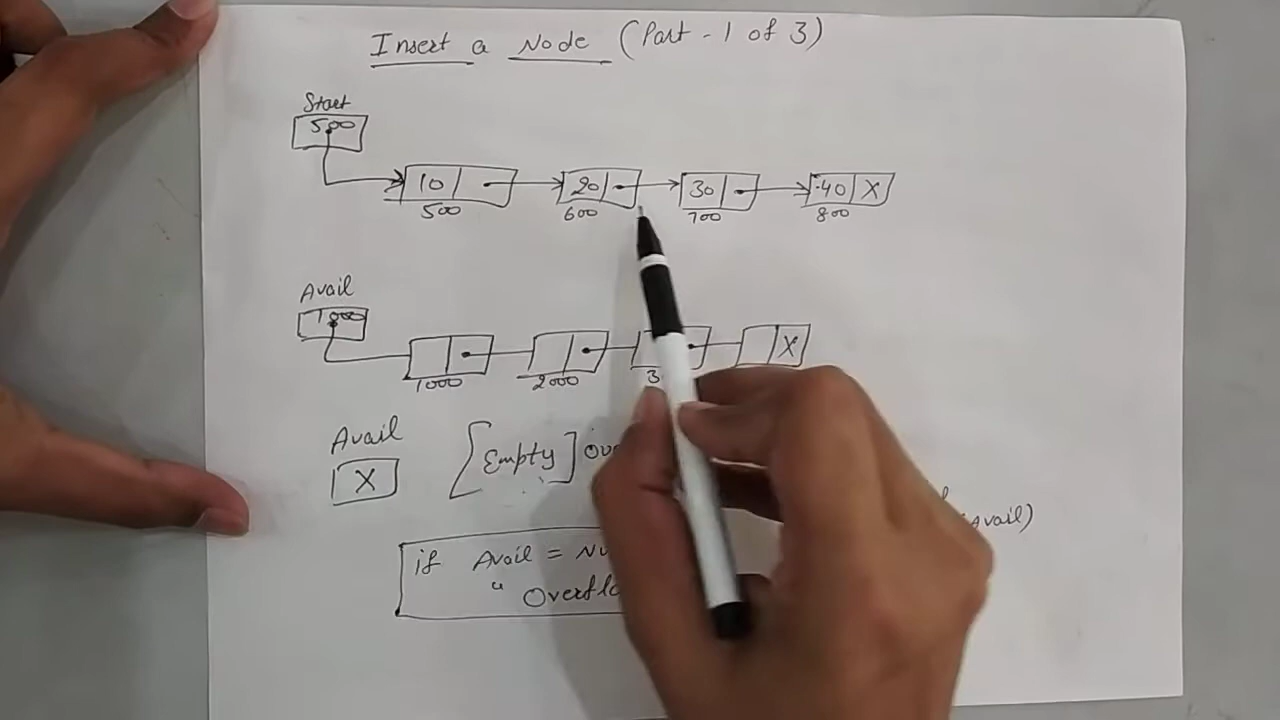 Insert a Node (Part - 1 of 3)
Start
500
10 20 30 40 X
500 600 700 800
Avail
1000
X
1000 2000
Avail
[Empty]
X
Avail)
if Avail =
"